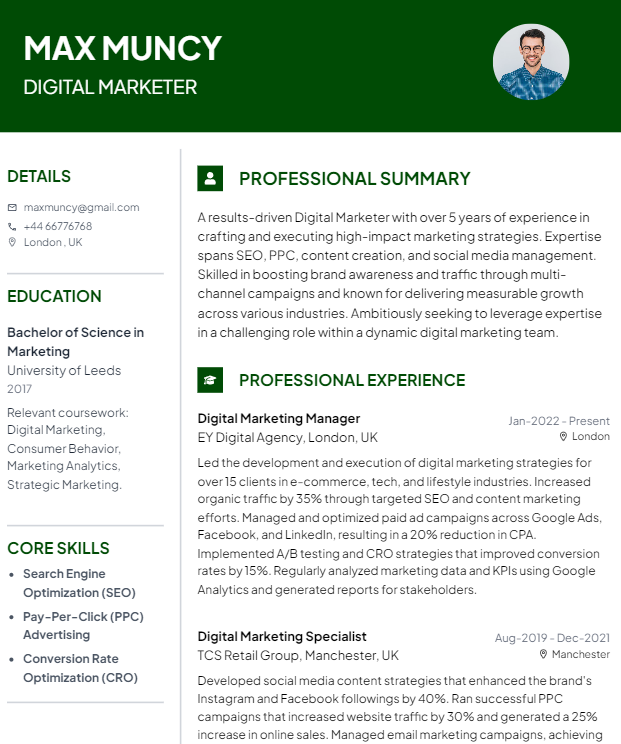 MAX MUNCY
DIGITAL MARKETER
DETAILS
maxmuncy@gmail.com
+44 66776768
London , UK
EDUCATION
Bachelor of Science in
Marketing
University of Leeds
2017
Relevant coursework:
Digital Marketing,
Consumer Behavior,
Marketing Analytics,
Strategic Marketing.
CORE SKILLS
• Search Engine
Optimization (SEO)
• Pay-Per-Click (PPC)
Advertising
• Conversion Rate
Optimization (CRO)
PROFESSIONAL SUMMARY
A results-driven Digital Marketer with over 5 years of experience in
crafting and executing high-impact marketing strategies. Expertise
spans SEO, PPC, content creation, and social media management.
Skilled in boosting brand awareness and traffic through multi-
channel campaigns and known for delivering measurable growth
across various industries. Ambitiously seeking to leverage expertise
in a challenging role within a dynamic digital marketing team.
PROFESSIONAL EXPERIENCE
Digital Marketing Manager
Jan-2022 - Present
EY Digital Agency, London, UK
London
Led the development and execution of digital marketing strategies for
over 15 clients in e-commerce, tech, and lifestyle industries. Increased
organic traffic by 35% through targeted SEO and content marketing
efforts. Managed and optimized paid ad campaigns across Google Ads,
Facebook, and LinkedIn, resulting in a 20% reduction in CPA.
Implemented A/B testing and CRO strategies that improved conversion
rates by 15%. Regularly analyzed marketing data and KPIs using Google
Analytics and generated reports for stakeholders.
Digital Marketing Specialist
Aug-2019 - Dec-2021
TCS Retail Group, Manchester, UK
Manchester
Developed social media content strategies that enhanced the brand's
Instagram and Facebook followings by 40%. Ran successful PPC
campaigns that increased website traffic by 30% and generated a 25%
increase in online sales. Managed email marketing campaigns, achieving